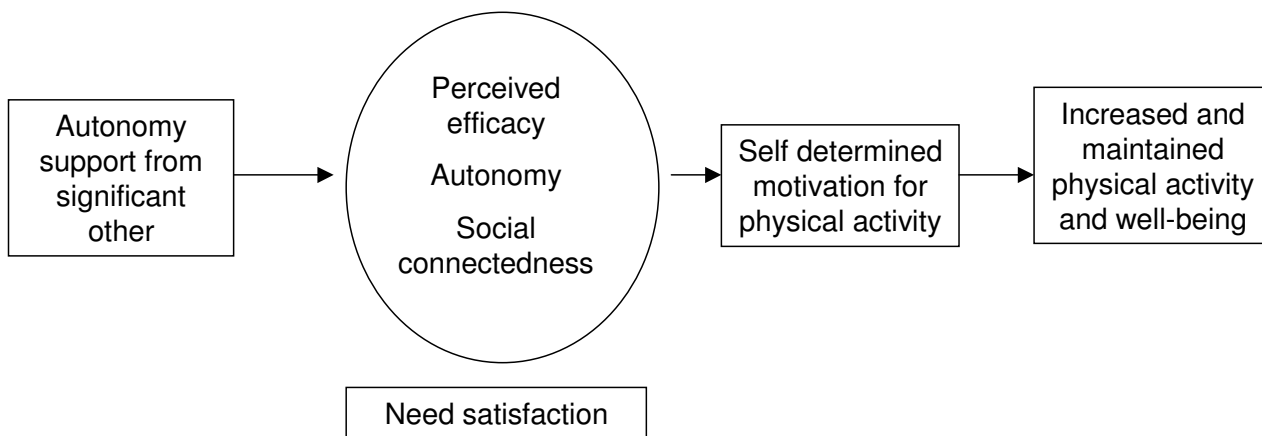 Autonomy
support from
significant
other
Perceived
efficacy
Autonomy
Social
connectedness
Need satisfaction
Self determined
motivation for
physical activity
Increased and
maintained
physical activity
and well-being